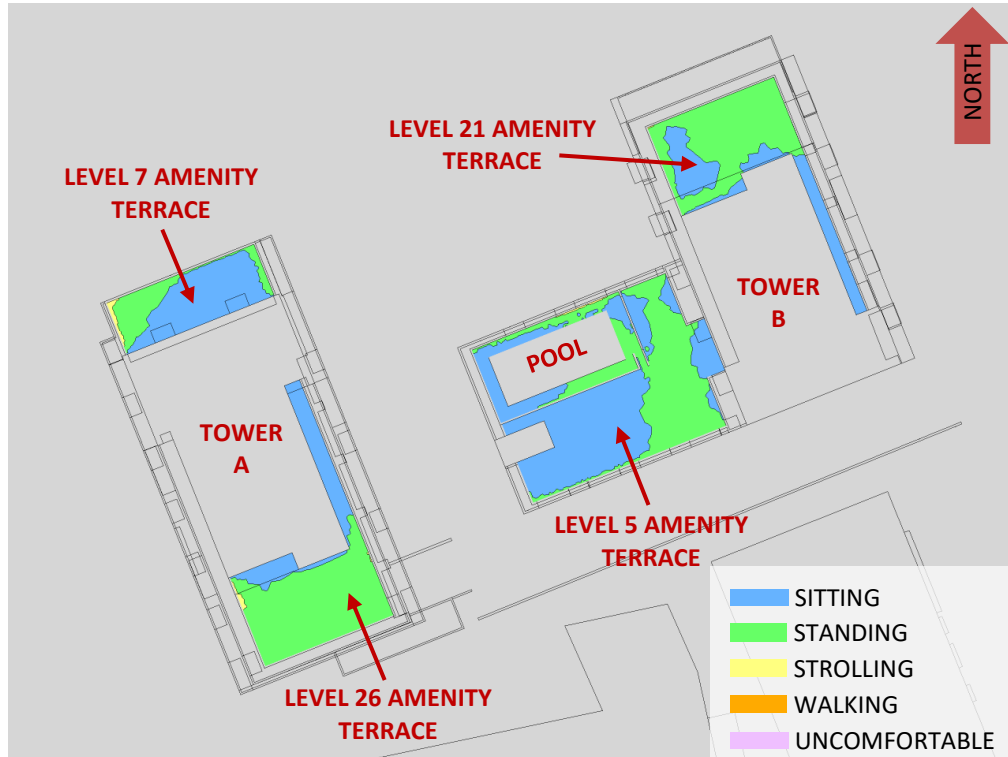 NORTH
LEVEL 21 AMENITY
TERRACE
LEVEL 7 AMENITY
TERRACE
TOWER
B
POOL
TOWER
A
LEVEL 5 AMENITY
TERRACE
LEVEL 26 AMENITY
TERRACE
SITTING
STANDING
STROLLING
WALKING
UNCOMFORTABLE